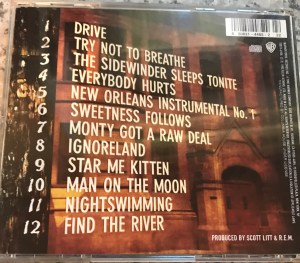 1 DRIVE
2 TRY NOT TO BREATHE
3 THE SIDEWINDER SLEEPS TONITE
4 EVERYBODY HURTS
5 NEW ORLEANS INSTRUMENTAL No. 1
6 SWEETNESS FOLLOWS
7 MONTY GOT A RAW DEAL
8 IGNORELAND
9 STAR ME KITTEN
10 MAN ON THE MOON
11 NIGHTSWIMMING
12 FIND THE RIVER
PRODUCED BY SCOTT LITT & R.E.M.